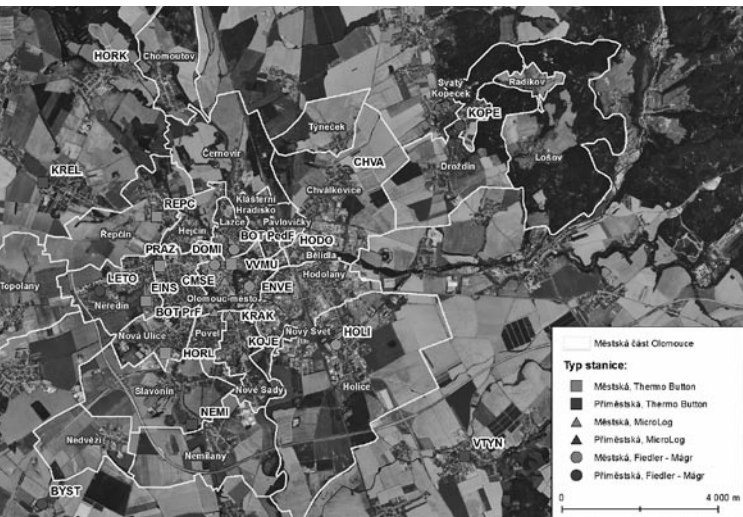 HORK
Chomoutov
Svatý
Kopeček
Radíkov
KOPE
Týneček
Černovír
CHVA
Droždín
Lošov
KREL
Chválkovice
REPC
Klášterní
Hradisko
Lazce
Pavlovičky
Řepčín
Hejčín
BOT PedF
HODO
PRAZ
DOMI
Bělidla
VVMU
Hodolany
Topolany
LETO
EINS
CMSE
ENVE
Neředín
Olomouc-město
BOT PrF
KRAK
Nová Ulice
Povel
Nový Svět
HOLI
KOJE
HORL
Slavonín
Nové Sady
Holice
NEMI
Nedvězí
Nemilany
VTYN
BYST
Městská část Olomouce
Typ stanice:
Městská, Thermo Button
Příměstská, Thermo Button
Městská, MicroLog
Příměstská, MicroLog
Městská, Fiedler - Mágr
Příměstská, Fiedler - Mágr
0 4 000 m